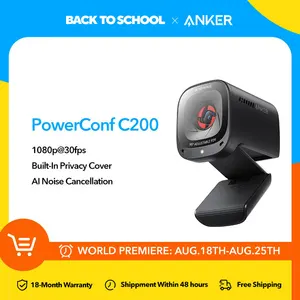 BACK TO SCHOOL × ANKER
PowerConf C200
1080p@30fps
Built-In Privacy Cover
AI Noise Cancellation
WORLD PREMIERE: AUG.18TH-AUG.25TH
18-Month Warranty
Shippment Within 48 hours
Free Shipping